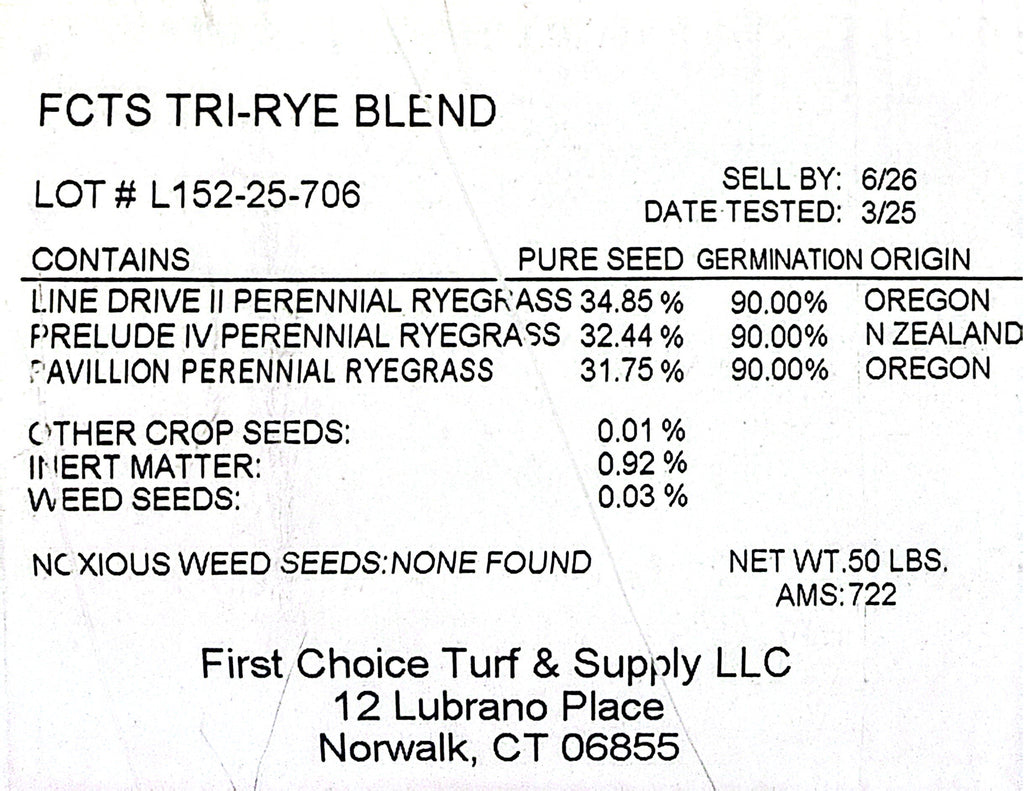 FCTS TRI-RYE BLEND
LOT # L152-25-706
SELL BY: 6/26
DATE TESTED: 3/25
CONTAINS PURE SEED GERMINATION ORIGIN
LINE DRIVE II PERENNIAL RYEGRASS 34.85 % 90.00% OREGON
PRELUDE IV PERENNIAL RYEGRASS 32.44 % 90.00% N ZEALAND
PAVILLION PERENNIAL RYEGRASS 31.75 % 90.00% OREGON
OTHER CROP SEEDS: 0.01 %
INERT MATTER: 0.92 %
WEED SEEDS: 0.03 %
NOXIOUS WEED SEEDS:NONE FOUND NET WT.50 LBS.
AMS:722
First Choice Turf & Supply LLC
12 Lubrano Place
Norwalk, CT 06855